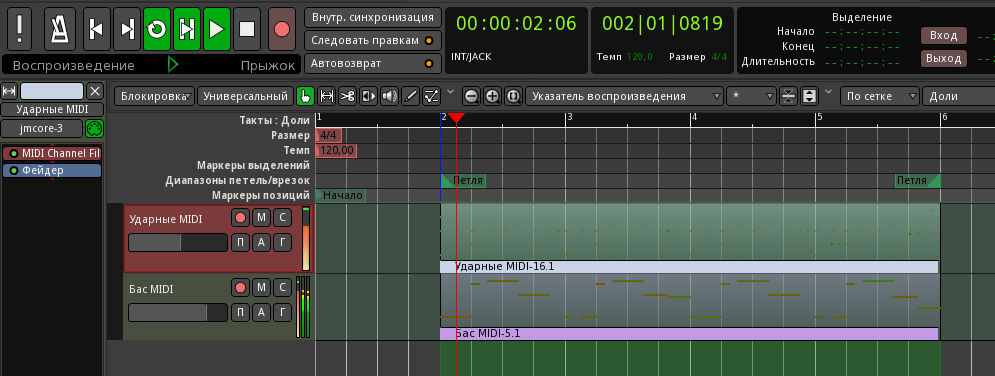 Внутр. синхронизация
Следовать правкам
Автовозврат
Воспроизведение
Прыжок
00:00:02:06
INT/JACK
002|01|0819
Темп 120,0 Размер 4/4
Выделение
Начало --:--:--:--
Конец --:--:--:--
Длительность --:--:--:--
Вход
Выход
Ударные MIDI
jmcore-3
MIDI Channel Fil
Фейдер
Блокировка
Универсальный
Указатель воспроизведения
*
По сетке
Доли
Такты : Доли
1 2 3 4 5 6
Размер
4/4
Темп
120,00
Маркеры выделений
Диапазоны петель/врезок
Петля
Петля
Маркеры позиций
Начало
Ударные MIDI
М С
П А Г
Ударные MIDI-16.1
Бас MIDI
М С
П А Г
Бас MIDI-5.1